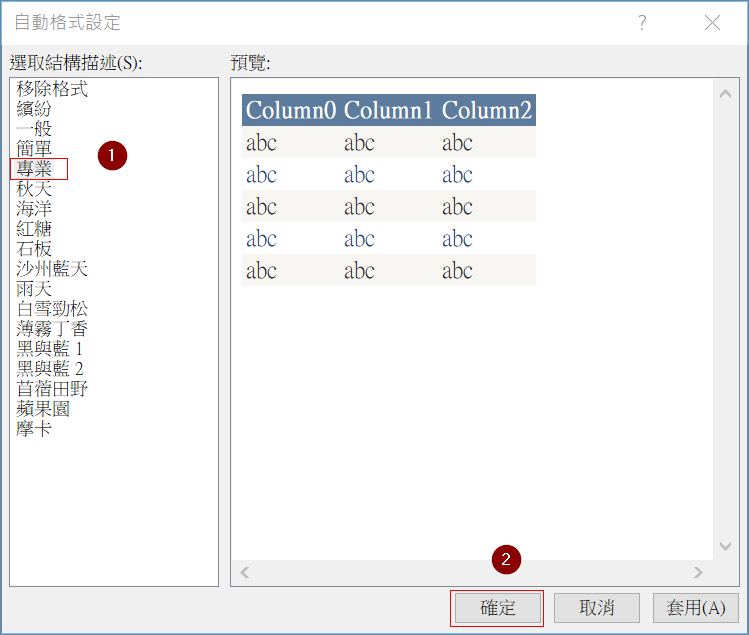 自動格式設定
選取結構描述(S):
預覽:
移除格式
繽紛
一般
簡單
1
專業
秋天
海洋
紅糖
石板
沙州藍天
雨天
白雪勁松
薄霧丁香
黑與藍 1
黑與藍 2
苜蓿田野
蘋果園
摩卡
Column0 Column1 Column2
abc abc abc
abc abc abc
abc abc abc
abc abc abc
abc abc abc
2
確定
取消
套用(A)